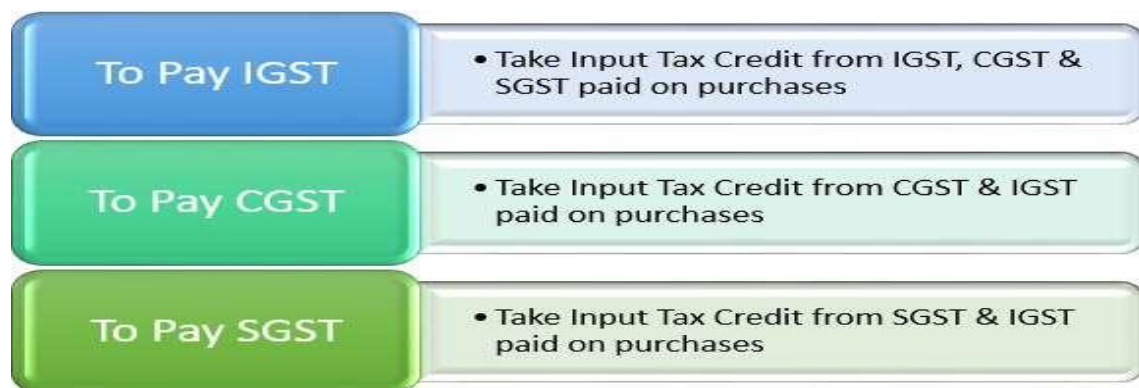 To Pay IGST
• Take Input Tax Credit from IGST, CGST &
SGST paid on purchases
To Pay CGST
• Take Input Tax Credit from CGST & IGST
paid on purchases
To Pay SGST
• Take Input Tax Credit from SGST & IGST
paid on purchases